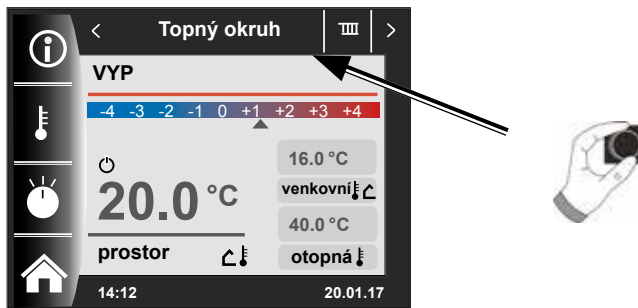 < Topný okruh >
VYP
-4 -3 -2 -1 0 +1 +2 +3 +4
16.0 °C
venkovní
20.0 °C
40.0 °C
prostor
otopná
14:12 20.01.17